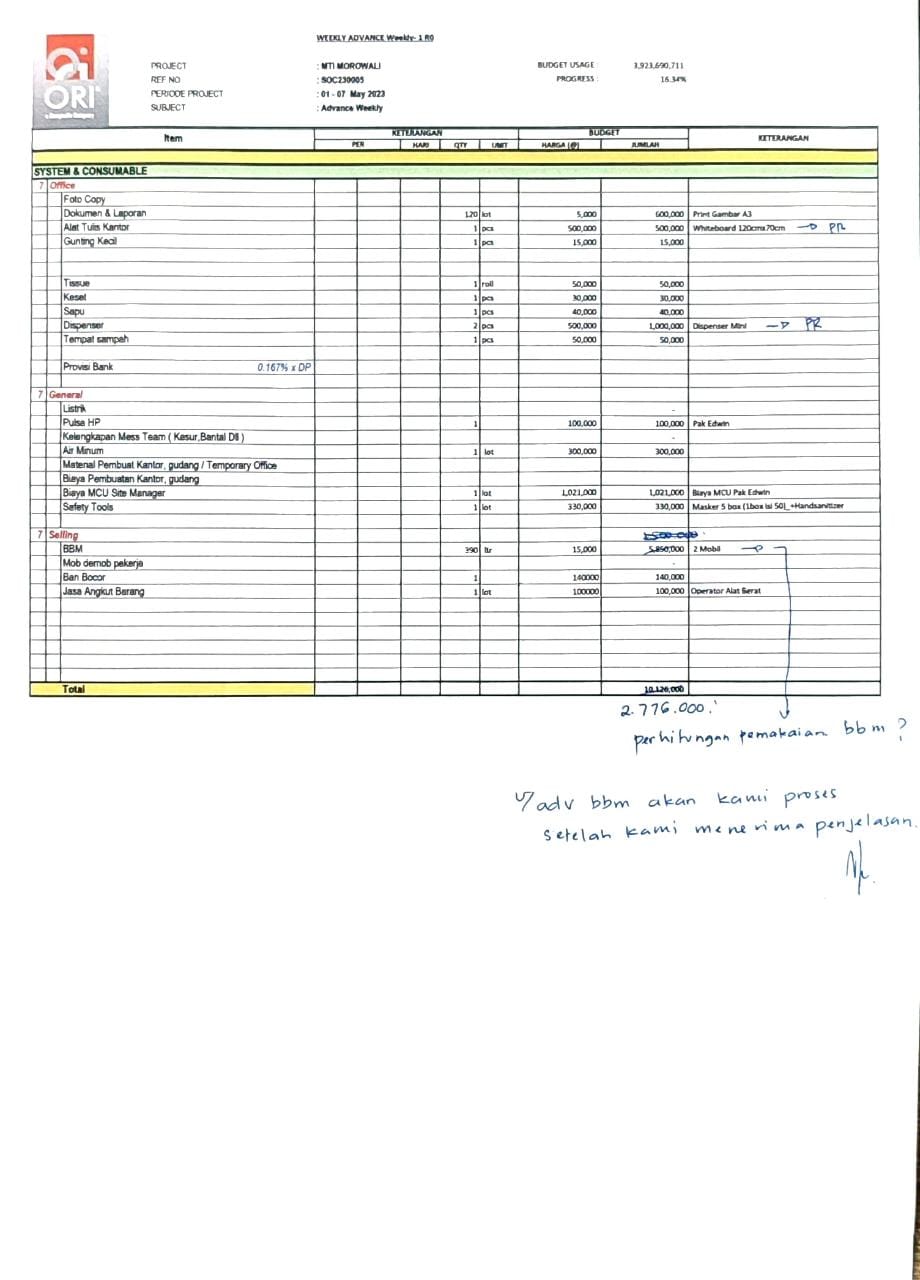 WEEKLY ADVANCE Weekly- 1 R0
ORI
PROJECT : MTI MOROWALI BUDGET USAGE 3,923,690,711
REF NO : SOC230005 PROGRESS : 16.34%
PERIODE PROJECT : 01 - 07 May 2023
SUBJECT : Advance Weekly
Item KETERANGAN BUDGET KETERANGAN
PER HARI QTY UNIT HARGA (@) JUMLAH
SYSTEM & CONSUMABLE
7 Office
Foto Copy
Dokumen & Laporan 120 lot 5,000 600,000 Print Gambar A3
Alat Tulis Kantor 1 pcs 500,000 500,000 Whiteboard 120cmx70cm → PR
Gunting Kecil 1 pcs 15,000 15,000
Tissue 1 roll 50,000 50,000
Keset 1 pcs 30,000 30,000
Sapu 1 pcs 40,000 40,000
Dispenser 2 pcs 500,000 1,000,000 Dispenser Mini → PR
Tempat sampah 1 pcs 50,000 50,000
Provisi Bank 0.167% x DP
7 General
Listrik -
Pulsa HP 1 100,000 100,000 Pak Edwin
Kelengkapan Mess Team ( Kasur,Bantal Dll ) -
Air Minum 1 lot 300,000 300,000
Material Pembuat Kantor, gudang / Temporary Office
Biaya Pembuatan Kantor, gudang
Biaya MCU Site Manager 1 lot 1,021,000 1,021,000 Biaya MCU Pak Edwin
Safety Tools 1 lot 330,000 330,000 Masker 5 box (1box isi 50)_+Handsanitizer
7 Selling
BBM 390 ltr 15,000 5,850,000 2 Mobil →
Mob demob pekerja -
Ban Bocor 1 140000 140,000
Jasa Angkut Barang 1 lot 100000 100,000 Operator Alat Berat
Total 10,126,000
2.776.000.
perhitungan pemakaian bbm ?
u/adv bbm akan kami proses
setelah kami menerima penjelasan.